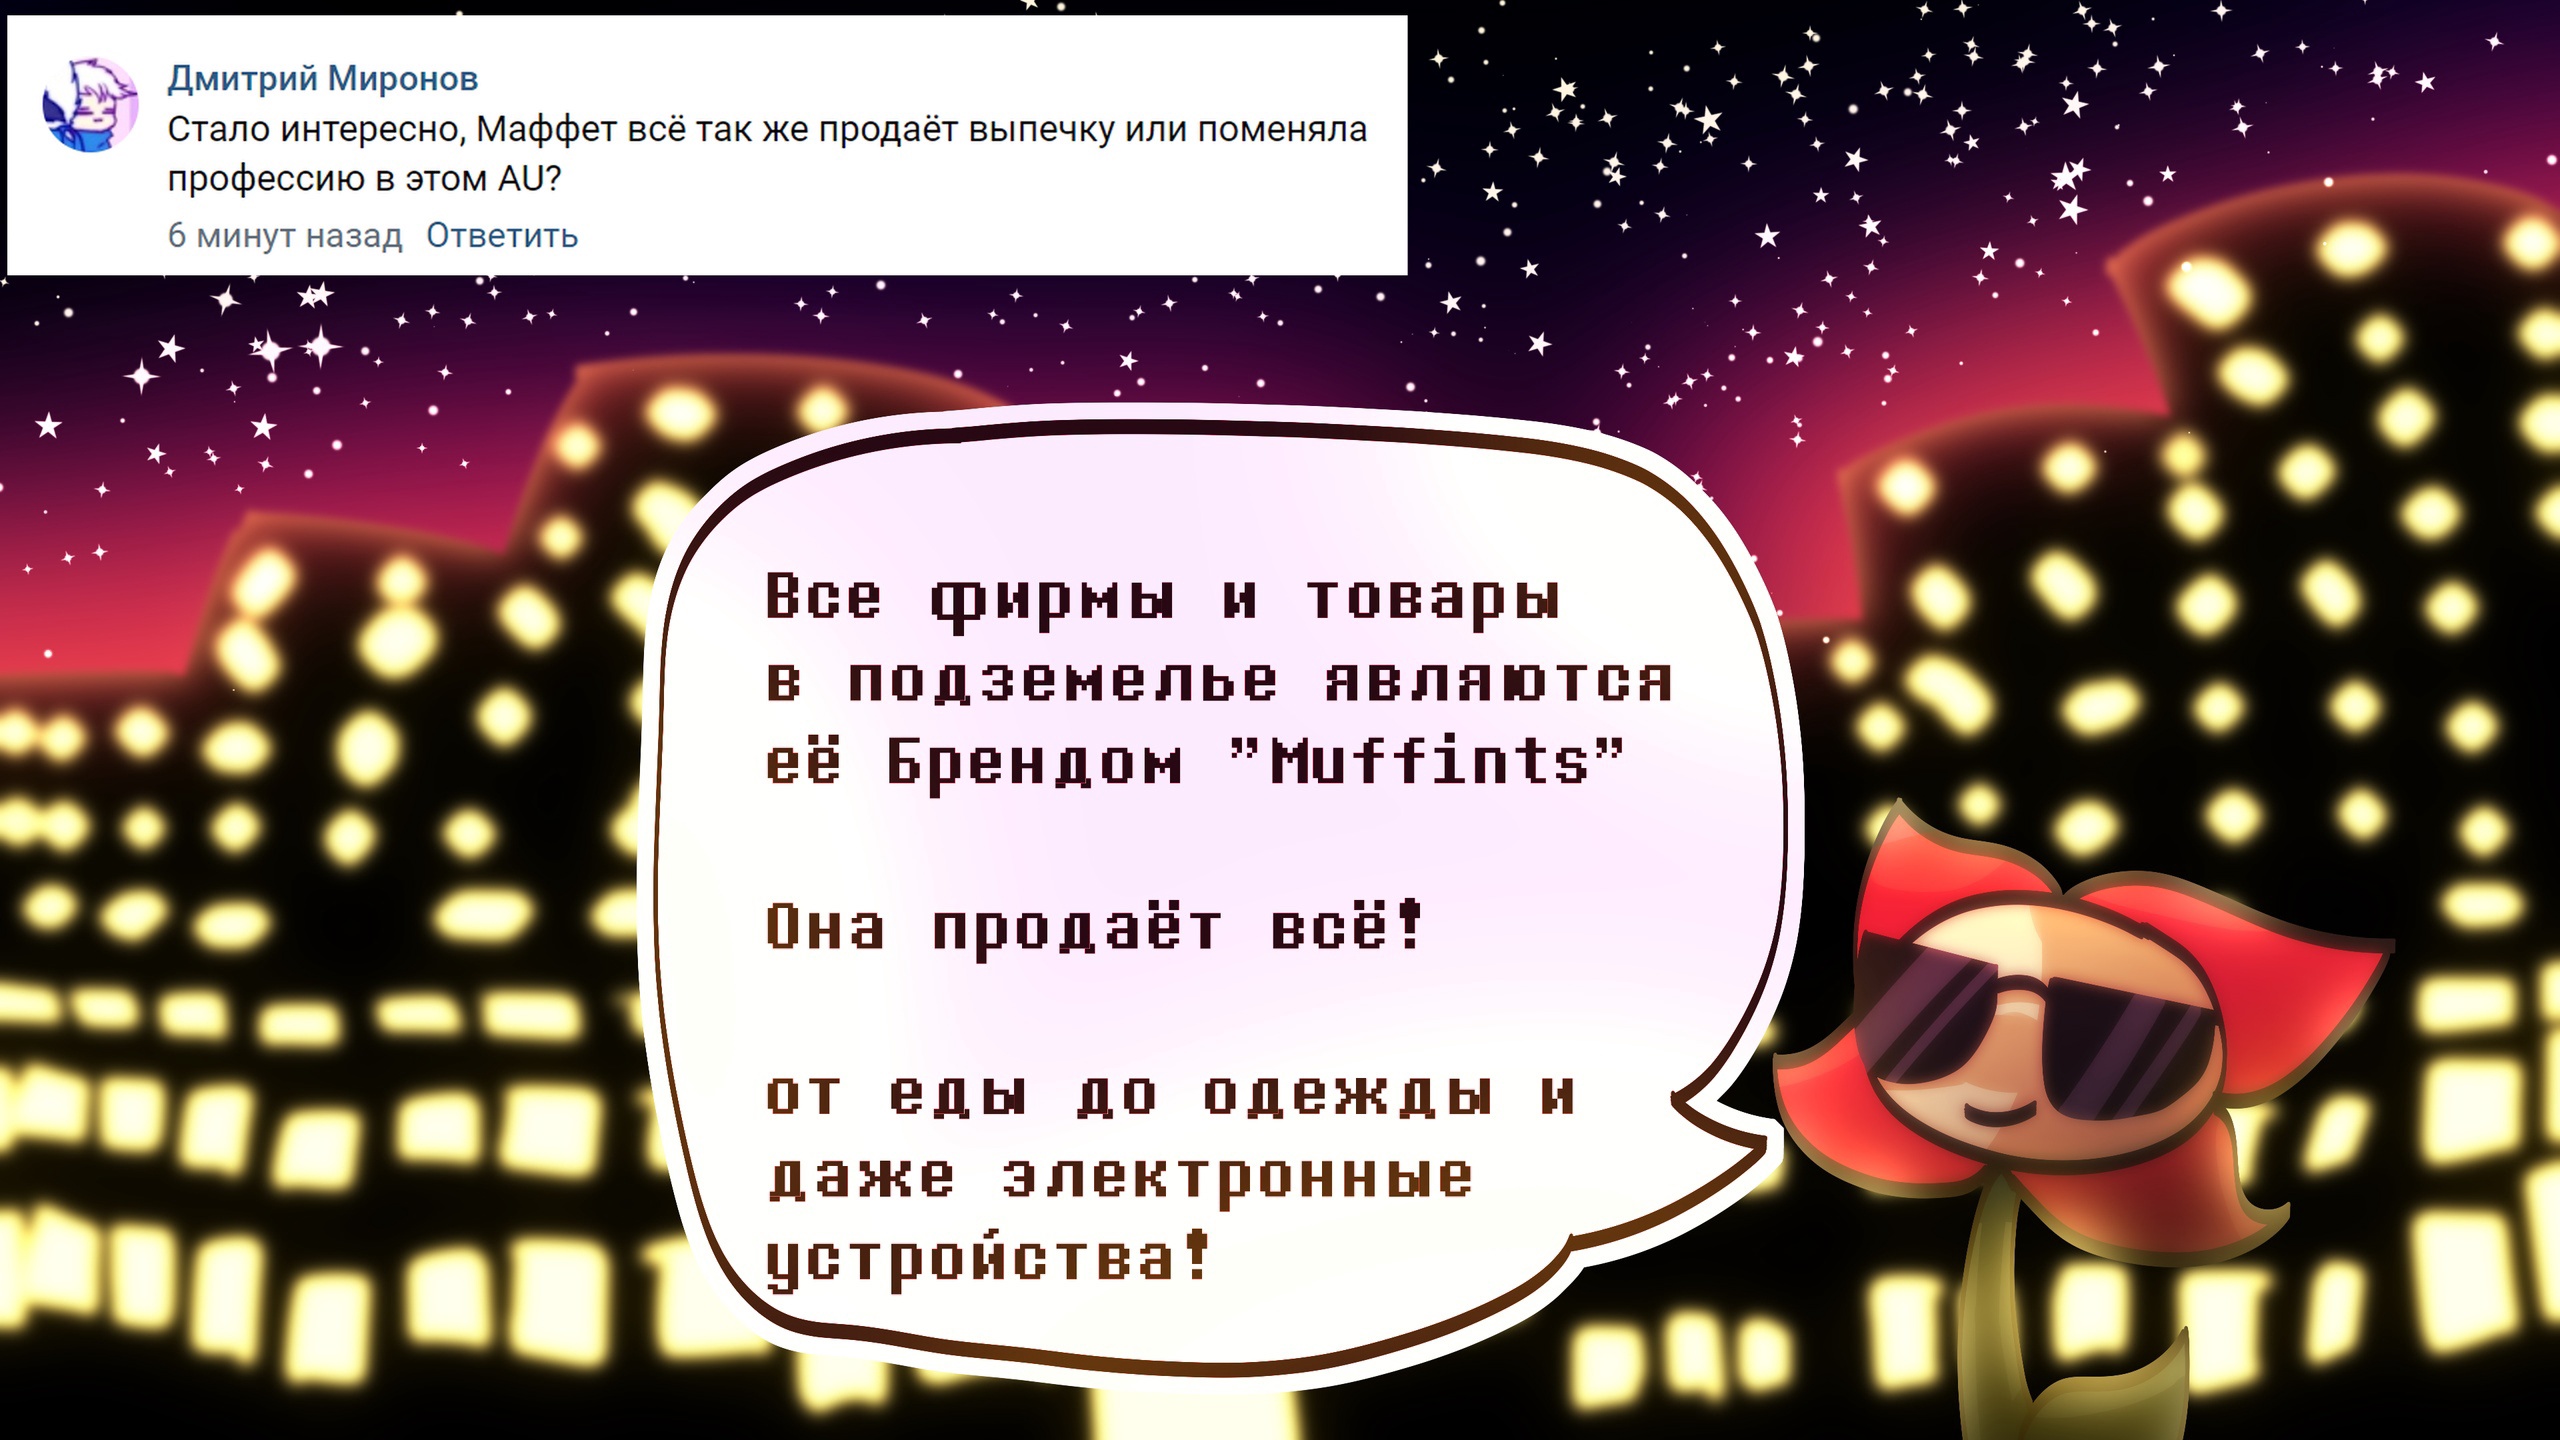 Дмитрий Миронов
Стало интересно, Маффет всё так же продаёт выпечку или поменяла
профессию в этом AU?
6 минут назад Ответить
Все фирмы и товары
в подземелье являются
её Брендом "Muffints"
Она продаёт всё!
от еды до одежды и
даже электронные
устройства!